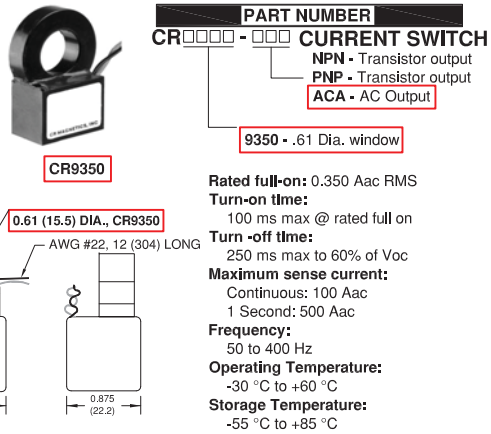 PART NUMBER
CR□□□□ - □□□ CURRENT SWITCH
NPN - Transistor output
PNP - Transistor output
ACA - AC Output
9350 - .61 Dia. window
CR MAGNETICS, INC
CR9350
0.61 (15.5) DIA., CR9350
AWG #22, 12 (304) LONG
0.875
(22.2)
Rated full-on: 0.350 Aac RMS
Turn-on time:
100 ms max @ rated full on
Turn -off time:
250 ms max to 60% of Voc
Maximum sense current:
Continuous: 100 Aac
1 Second: 500 Aac
Frequency:
50 to 400 Hz
Operating Temperature:
-30 °C to +60 °C
Storage Temperature:
-55 °C to +85 °C